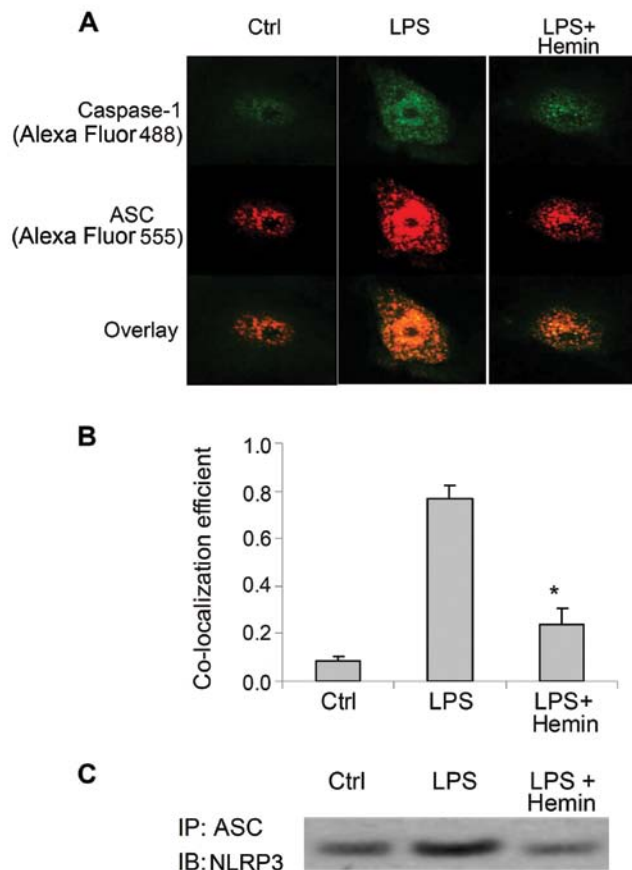 A
Ctrl LPS LPS+
Hemin
Caspase-1
(Alexa Fluor 488)
ASC
(Alexa Fluor 555)
Overlay
B
Co-localization efficient
1.0
0.8
0.6
0.4
0.2
0.0
*
Ctrl LPS LPS+
Hemin
C
Ctrl LPS LPS +
Hemin
IP: ASC
IB:NLRP3